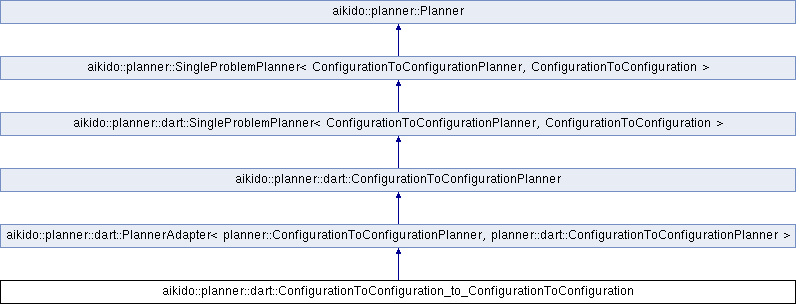 aikido::planner::Planner
aikido::planner::SingleProblemPlanner< ConfigurationToConfigurationPlanner, ConfigurationToConfiguration >
aikido::planner::dart::SingleProblemPlanner< ConfigurationToConfigurationPlanner, ConfigurationToConfiguration >
aikido::planner::dart::ConfigurationToConfigurationPlanner
aikido::planner::dart::PlannerAdapter< planner::ConfigurationToConfigurationPlanner, planner::dart::ConfigurationToConfigurationPlanner >
aikido::planner::dart::ConfigurationToConfiguration_to_ConfigurationToConfiguration